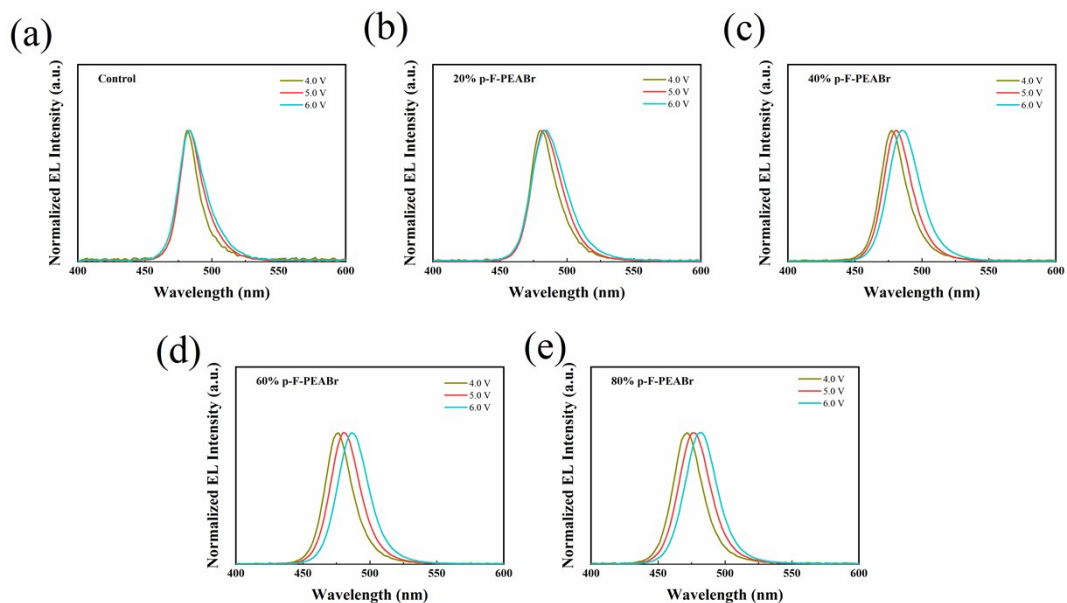 (a)
Normalized EL Intensity (a.u.)
Control
4.0 V
5.0 V
6.0 V
400 450 500 550 600
Wavelength (nm)
(b)
Normalized EL Intensity (a.u.)
20% p-F-PEABr
4.0 V
5.0 V
6.0 V
400 450 500 550 600
Wavelength (nm)
(c)
Normalized EL Intensity (a.u.)
40% p-F-PEABr
4.0 V
5.0 V
6.0 V
400 450 500 550 600
Wavelength (nm)
(d)
Normalized EL Intensity (a.u.)
60% p-F-PEABr
4.0 V
5.0 V
6.0 V
400 450 500 550 600
Wavelength (nm)
(e)
Normalized EL Intensity (a.u.)
80% p-F-PEABr
4.0 V
5.0 V
6.0 V
400 450 500 550 600
Wavelength (nm)